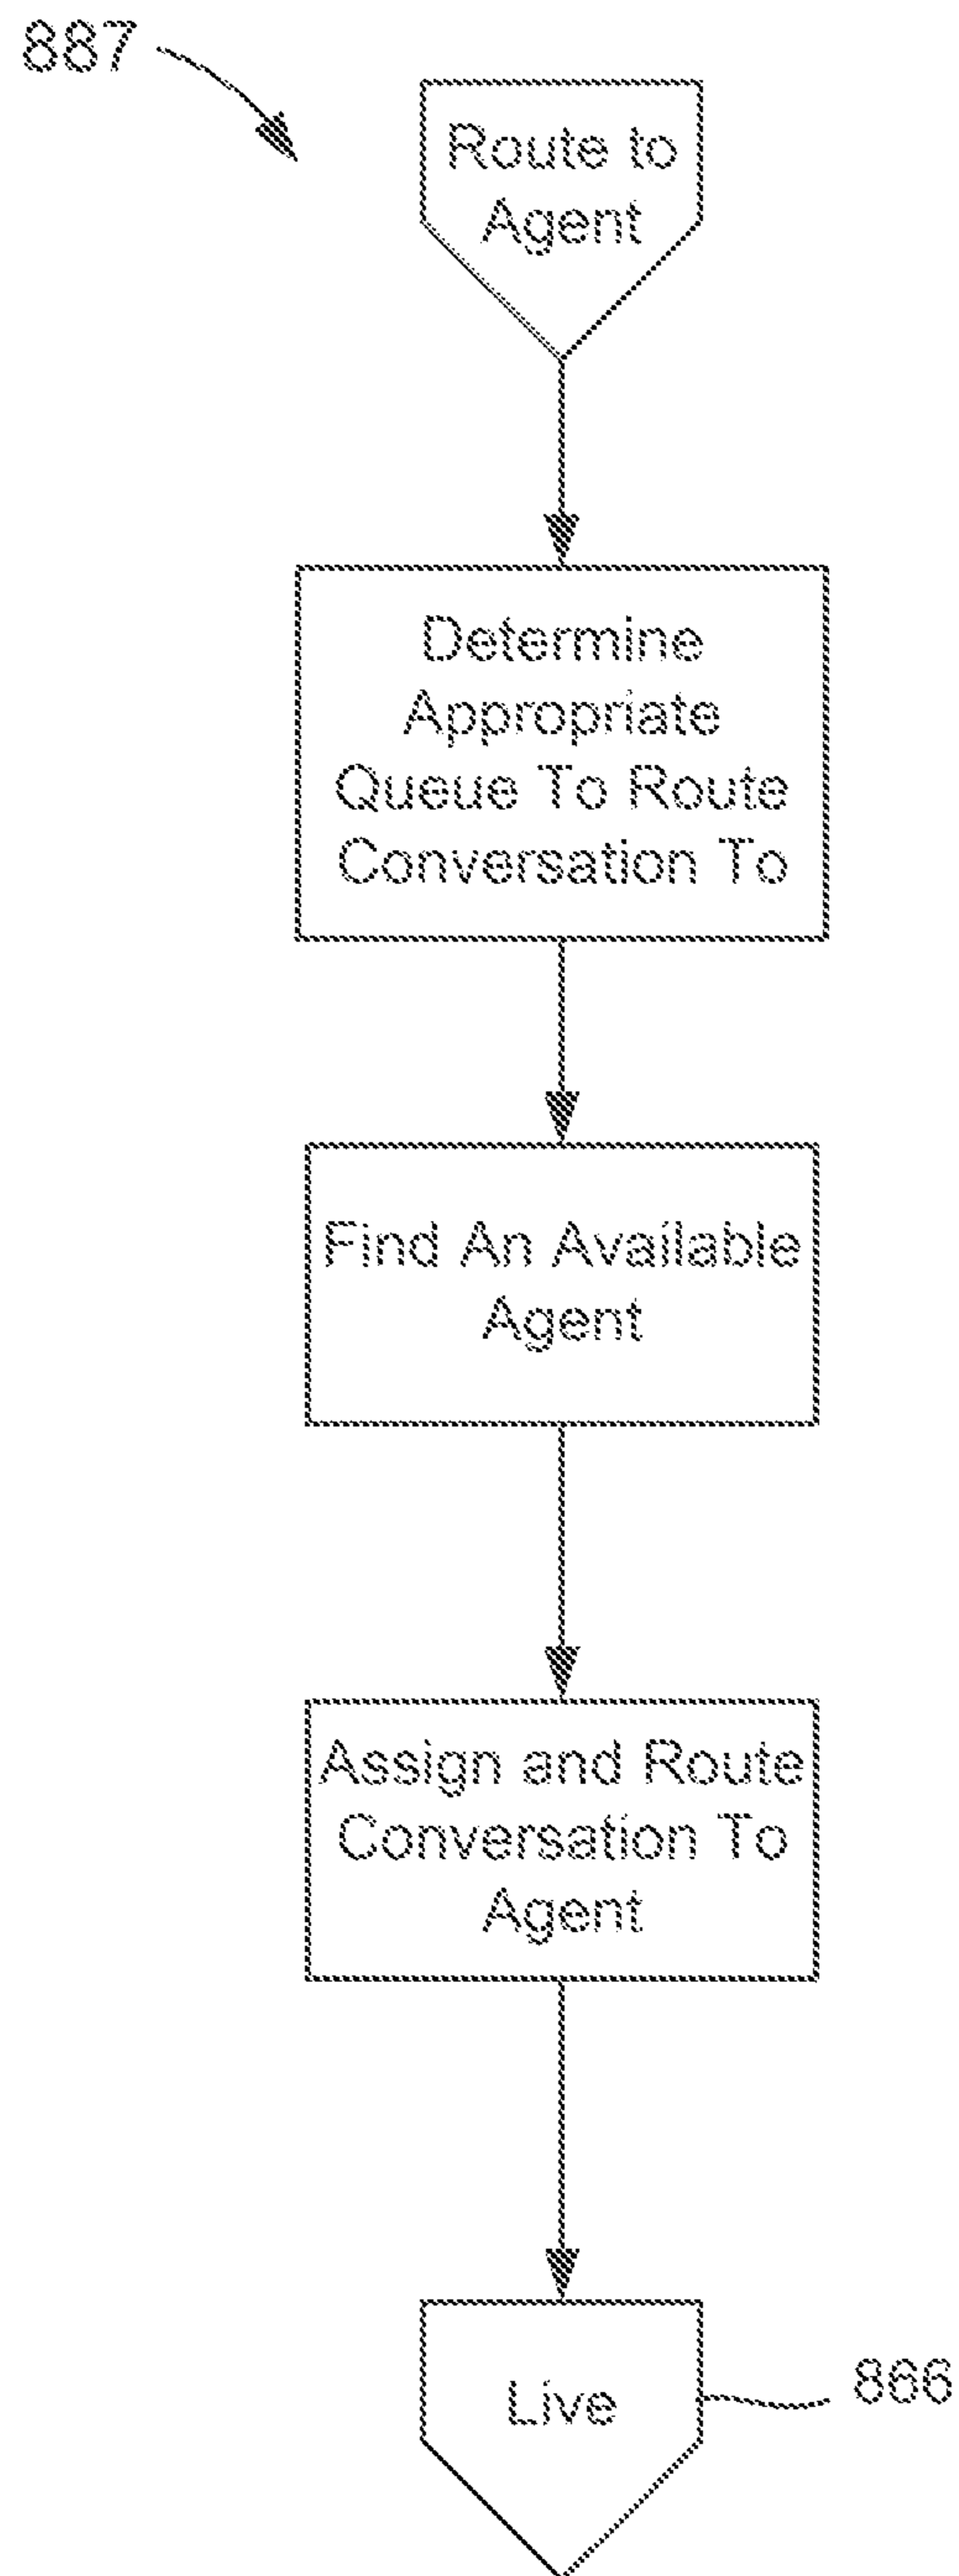 887
Route to
Agent
Determine
Appropriate
Queue To Route
Conversation To
Find An Available
Agent
Assign and Route
Conversation To
Agent
Live
866